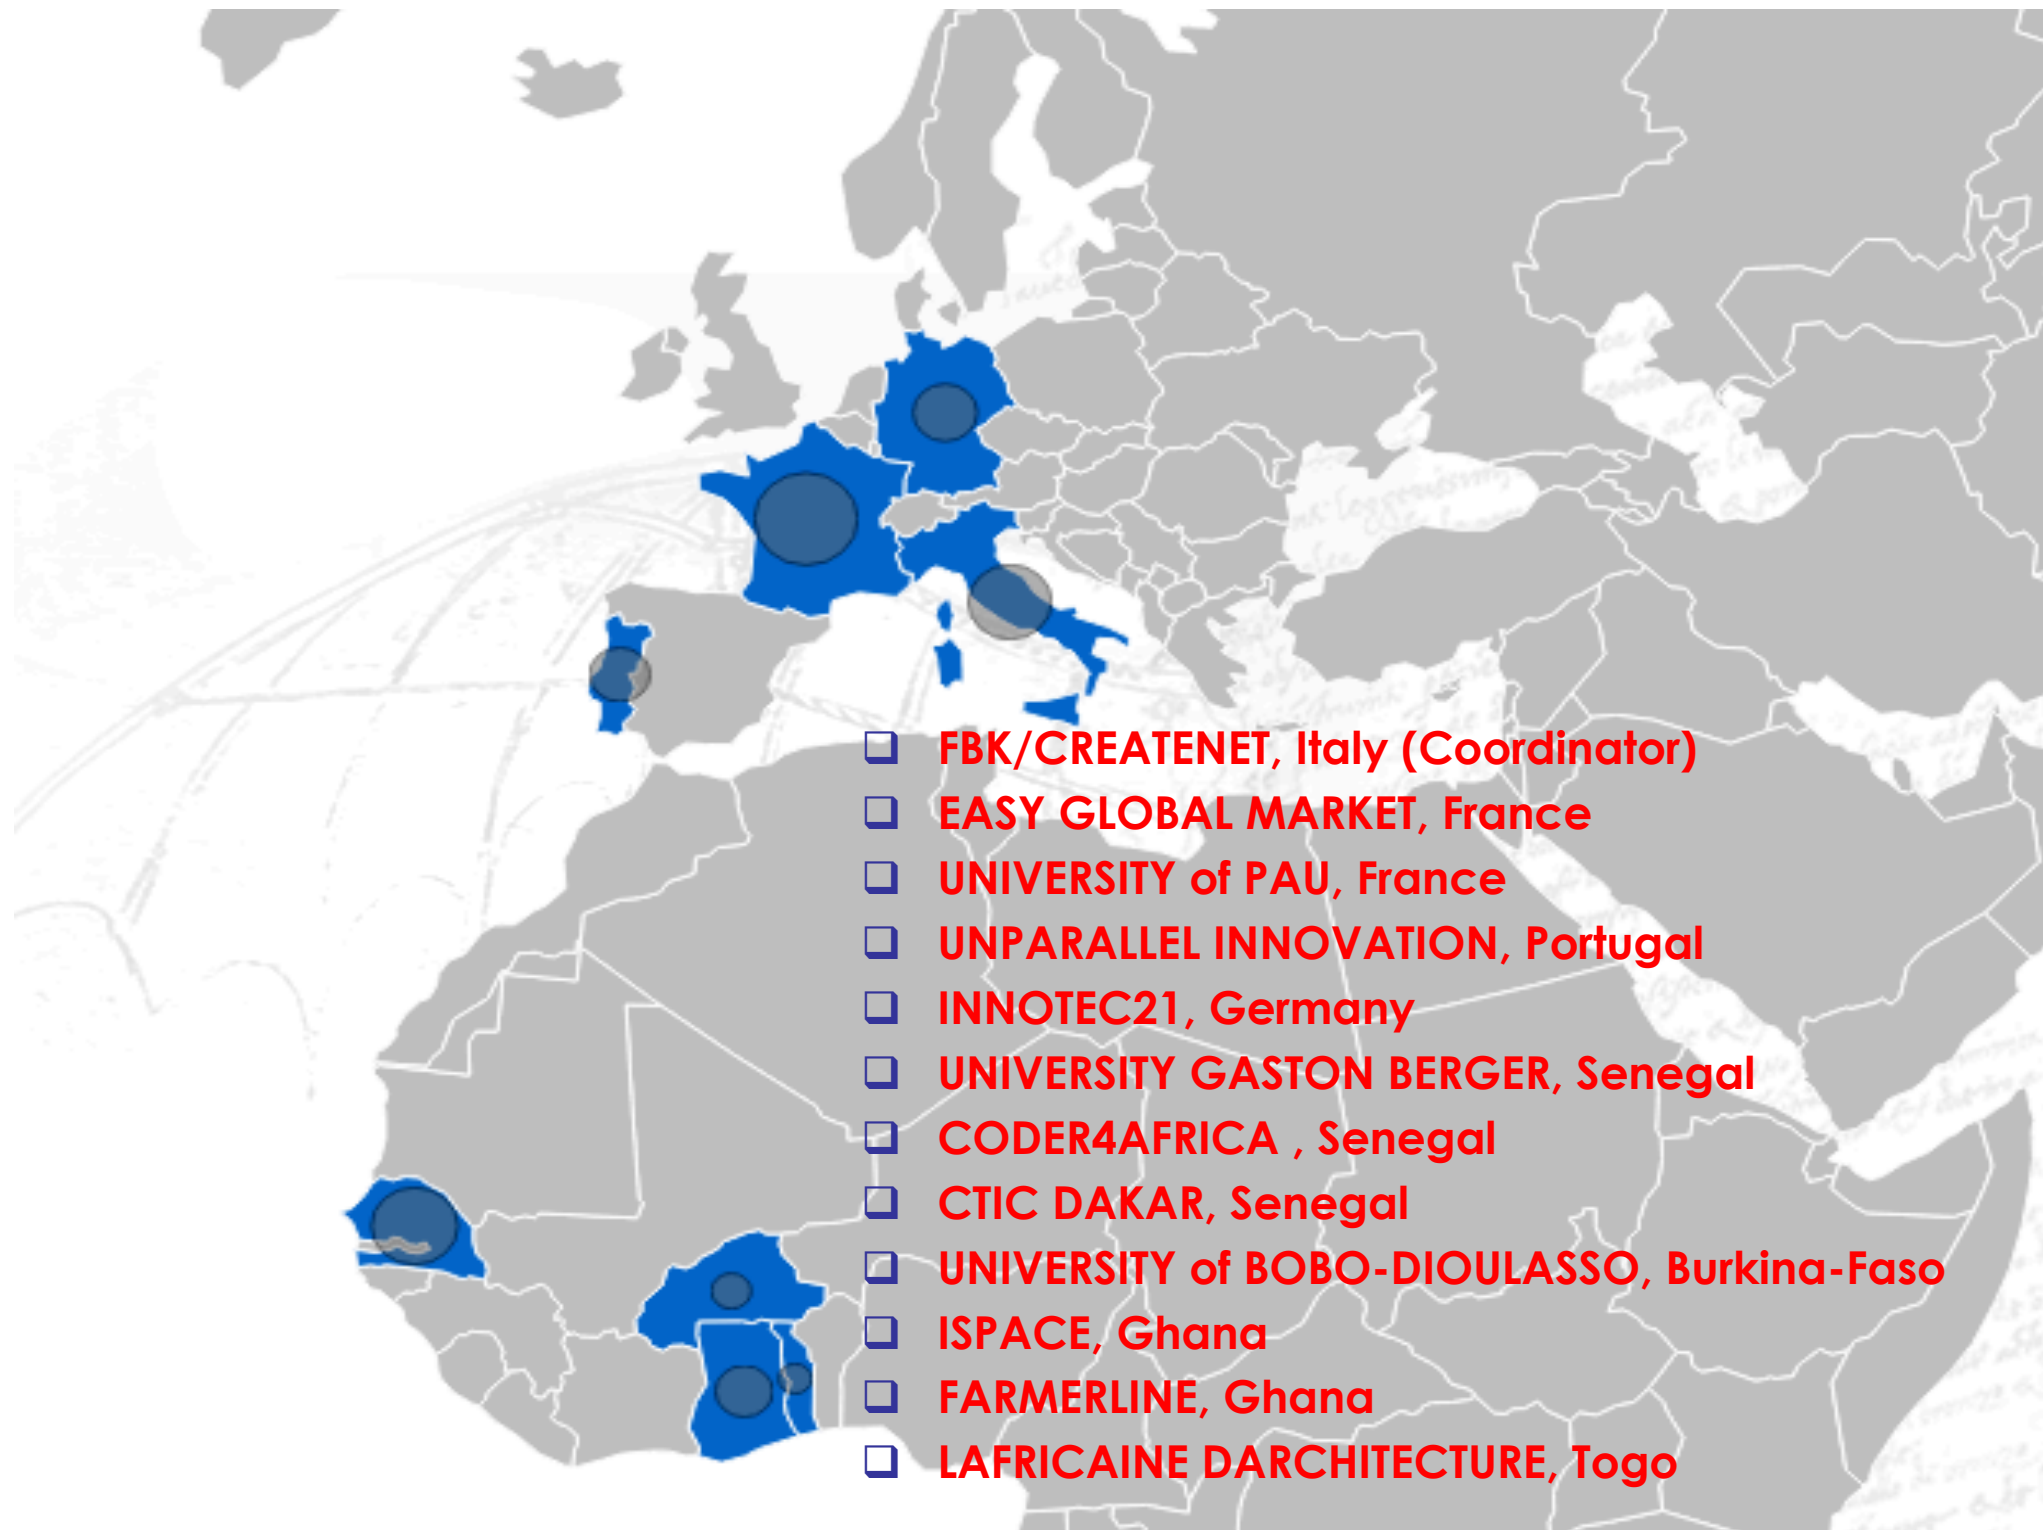 FBK/CREATENET, Italy (Coordinator)
EASY GLOBAL MARKET, France
UNIVERSITY of PAU, France
UNPARALLEL INNOVATION, Portugal
INNOTEC21, Germany
UNIVERSITY GASTON BERGER, Senegal
CODER4AFRICA , Senegal
CTIC DAKAR, Senegal
UNIVERSITY of BOBO-DIOULASSO, Burkina-Faso
ISPACE, Ghana
FARMERLINE, Ghana
LAFRICAINE DARCHITECTURE, Togo